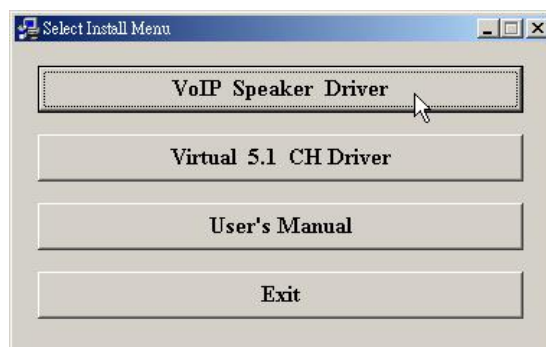 Select Install Menu
VoIP Speaker Driver
Virtual 5.1 CH Driver
User's Manual
Exit